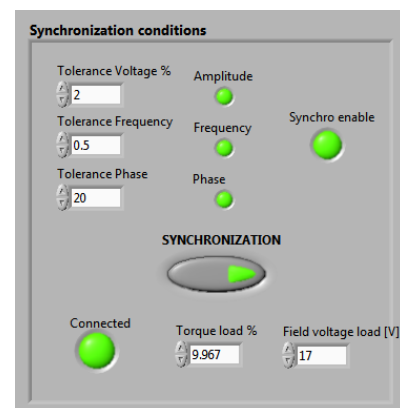 Synchronization conditions
Tolerance Voltage %
Amplitude
2
Tolerance Frequency
Frequency
Synchro enable
0.5
Tolerance Phase
Phase
20
SYNCHRONIZATION
Connected
Torque load %
Field voltage load [V]
9.967
17